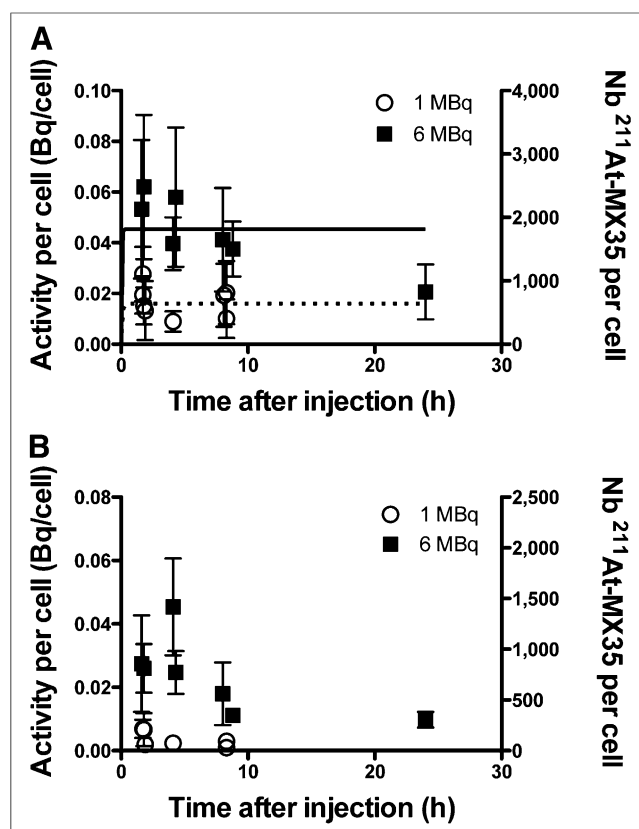 A
Activity per cell (Bq/cell)
0.10
0.08
0.06
0.04
0.02
0.00
1 MBq
6 MBq
4,000
3,000
2,000
1,000
0
Nb 211At-MX35 per cell
0
10
20
30
Time after injection (h)
B
Activity per cell (Bq/cell)
0.08
0.06
0.04
0.02
0.00
1 MBq
6 MBq
2,500
2,000
1,500
1,000
500
0
Nb 211At-MX35 per cell
0
10
20
30
Time after injection (h)